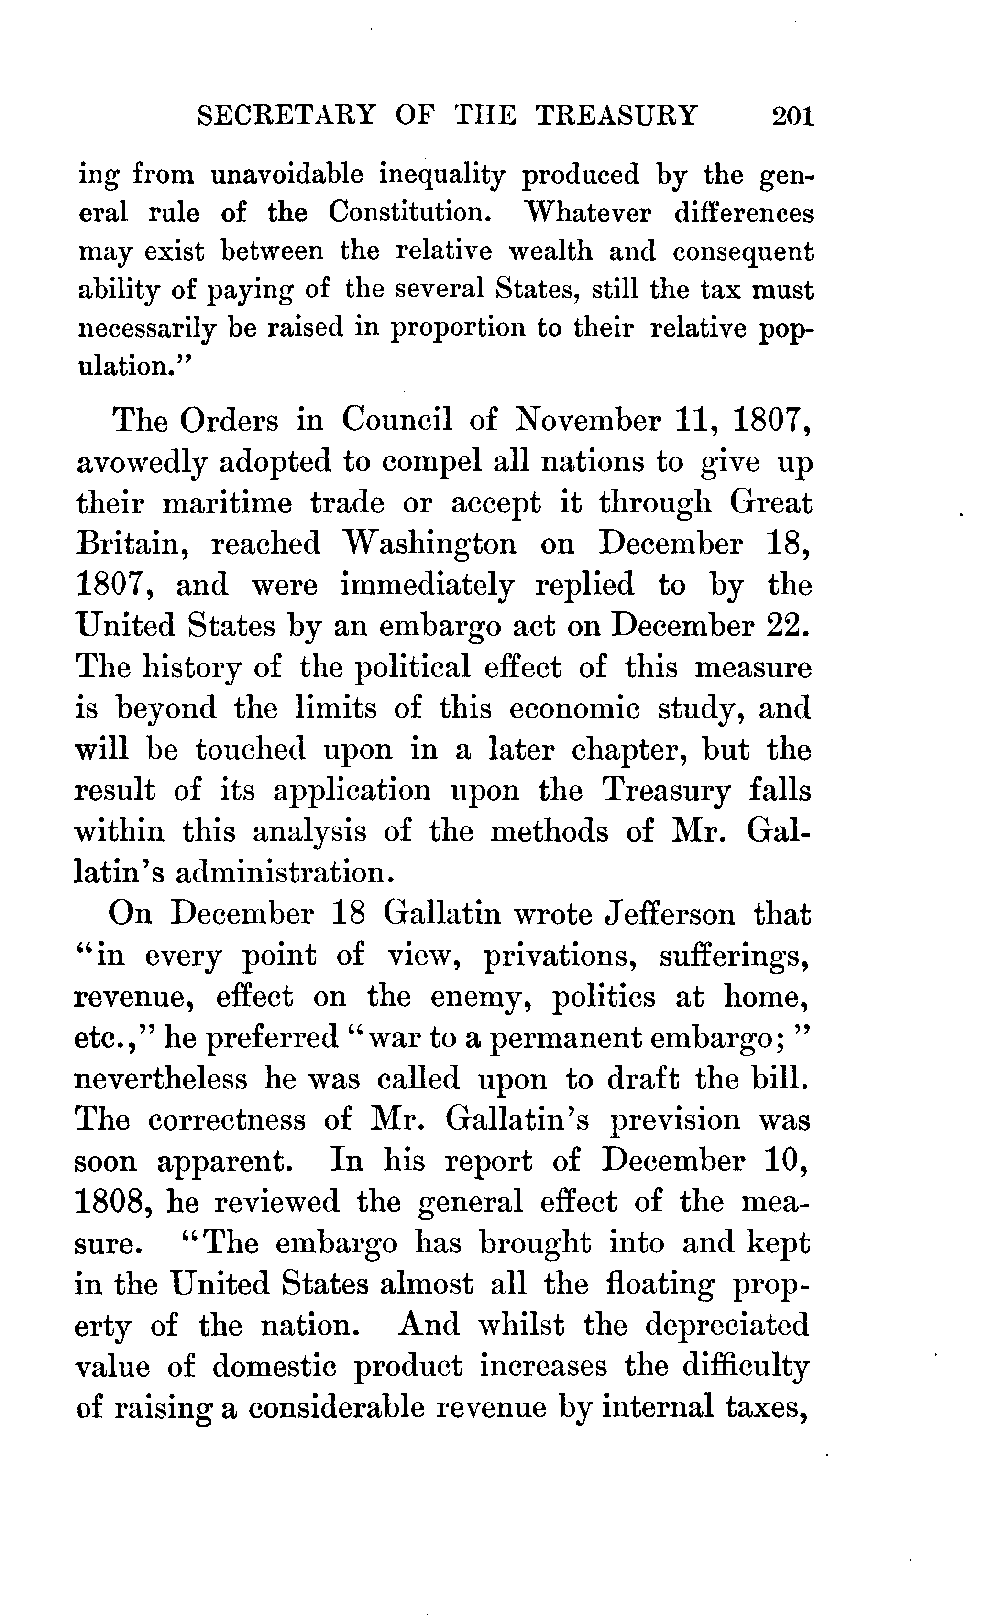 SECRETARY OF THE TREASURY 201
ing from unavoidable inequality produced by the gen-
eral rule of the Constitution. Whatever differences
may exist between the relative wealth and consequent
ability of paying of the several States, still the tax must
necessarily be raised in proportion to their relative pop-
ulation.”
The Orders in Council of November 11, 1807,
avowedly adopted to compel all nations to give up
their maritime trade or accept it through Great
Britain, reached Washington on December 18,
1807, and were immediately replied to by the
United States by an embargo act on December 22.
The history of the political effect of this measure
is beyond the limits of this economic study, and
will be touched upon in a later chapter, but the
result of its application upon the Treasury falls
within this analysis of the methods of Mr. Gal-
latin’s administration.
On December 18 Gallatin wrote Jefferson that
“in every point of view, privations, sufferings,
revenue, effect on the enemy, politics at home,
etc.,” he preferred “war to a permanent embargo;”
nevertheless he was called upon to draft the bill.
The correctness of Mr. Gallatin’s prevision was
soon apparent. In his report of December 10,
1808, he reviewed the general effect of the mea-
sure. “The embargo has brought into and kept
in the United States almost all the floating prop-
erty of the nation. And whilst the depreciated
value of domestic product increases the difficulty
of raising a considerable revenue by internal taxes,